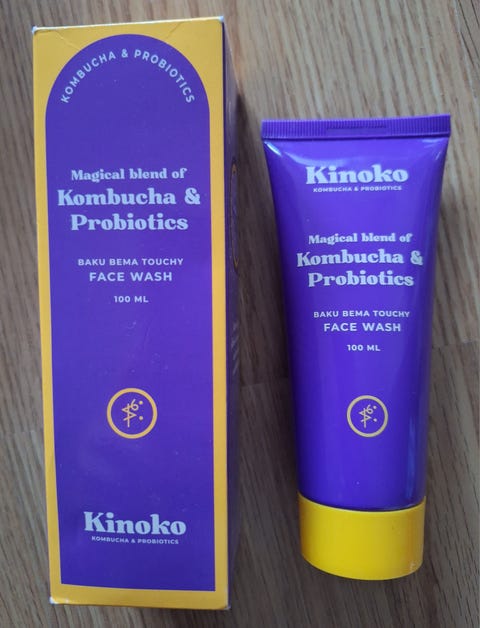 KOMBUCHA & PROBIOTICS
Magical blend of
Kombucha &
Probiotics
BAKU BEMA TOUCHY
FACE WASH
100 ML
Kinoko
KOMBUCHA & PROBIOTICS
Kinoko
KOMBUCHA & PROBIOTICS
Magical blend of
Kombucha &
Probiotics
BAKU BEMA TOUCHY
FACE WASH
100 ML